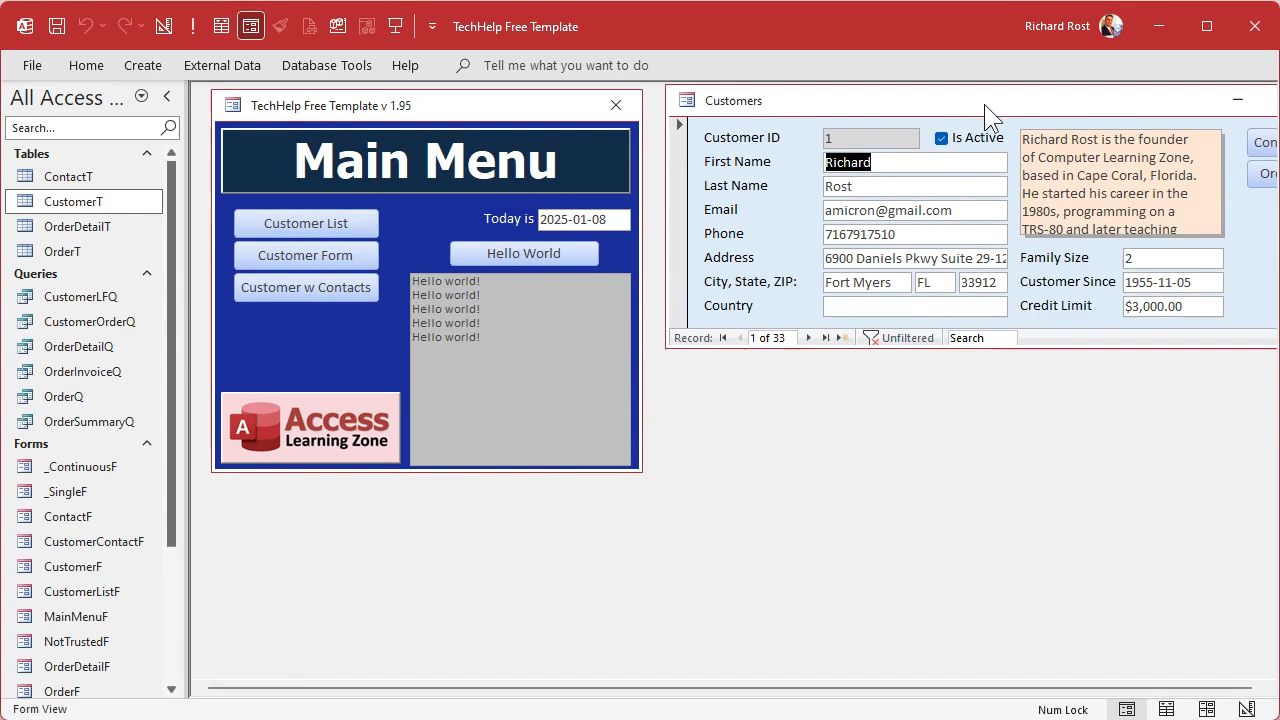 TechHelp Free Template
Richard Rost
File Home Create External Data Database Tools Help Tell me what you want to do
All Access ...
Search...
Tables
ContactT
CustomerT
OrderDetailT
OrderT
Queries
CustomerLFQ
CustomerOrderQ
OrderDetailQ
OrderInvoiceQ
OrderQ
OrderSummaryQ
Forms
_ContinuousF
_SingleF
ContactF
CustomerContactF
CustomerF
CustomerListF
MainMenuF
NotTrustedF
OrderDetailF
OrderF
TechHelp Free Template v 1.95
Main Menu
Customer List
Customer Form
Customer w Contacts
Today is 2025-01-08
Hello World
Hello world!
Hello world!
Hello world!
Hello world!
Hello world!
A Access
Learning Zone
Customers
Customer ID 1 Is Active
First Name Richard
Last Name Rost
Email amicron@gmail.com
Phone 7167917510
Address 6900 Daniels Pkwy Suite 29-12
City, State, ZIP: Fort Myers FL 33912
Country
Richard Rost is the founder
of Computer Learning Zone,
based in Cape Coral, Florida.
He started his career in the
1980s, programming on a
TRS-80 and later teaching
Family Size 2
Customer Since 1955-11-05
Credit Limit $3,000.00
Con
Or
Record: 1 of 33 Unfiltered Search
Form View
Num Lock